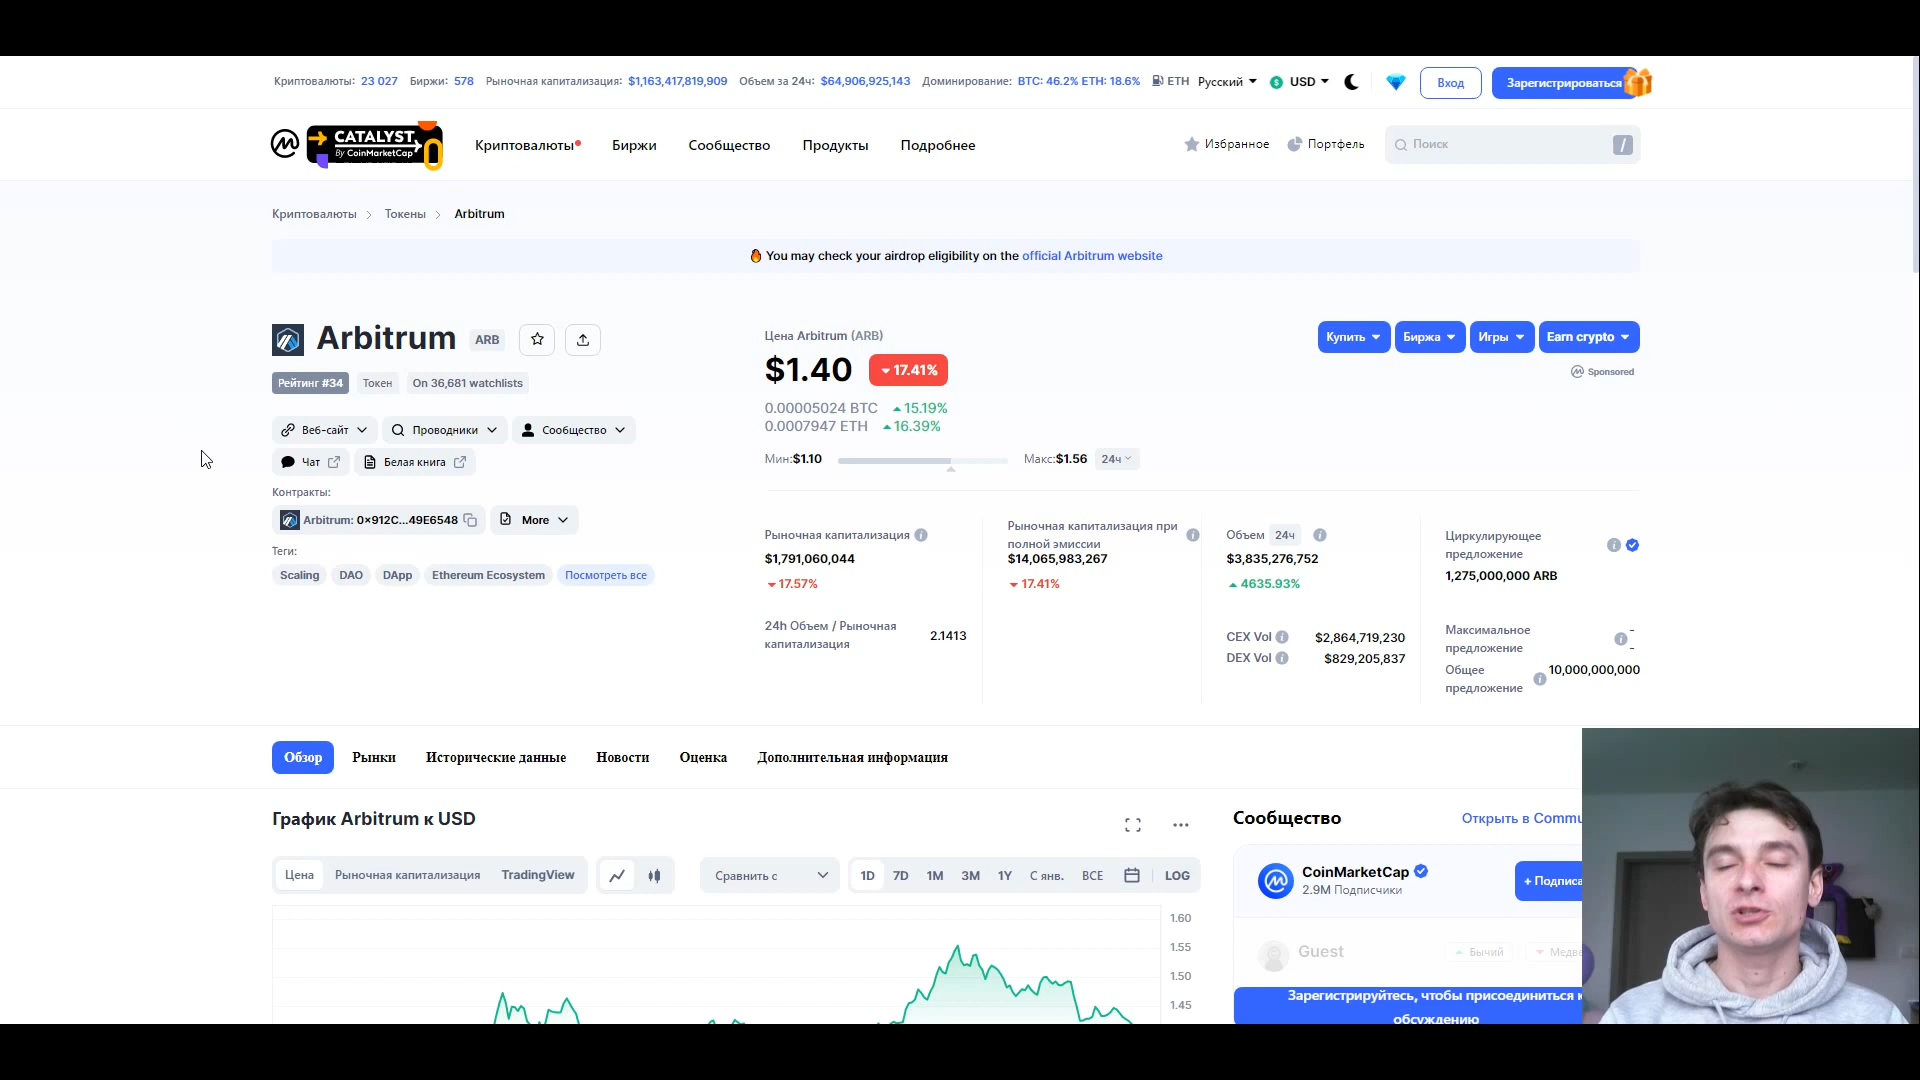 Криптовалюты: 23 027 Биржи: 578 Рыночная капитализация: $1,163,417,819,909 Объем за 24ч: $64,906,925,143 Доминирование: BTC: 46.2% ETH: 18.6% ETH Русский USD Вход Зарегистрироваться
CATALYST
By CoinMarketCap
Криптовалюты Биржи Сообщество Продукты Подробнее Избранное Портфель Поиск /
Криптовалюты > Токены > Arbitrum
You may check your airdrop eligibility on the official Arbitrum website
Arbitrum ARB
Рейтинг #34 Токен On 36,681 watchlists
Веб-сайт Проводники Сообщество
Чат Белая книга
Контракты:
Arbitrum: 0x912C...49E6548 More
Теги:
Scaling DAO DApp Ethereum Ecosystem Посмотреть все
Цена Arbitrum (ARB)
$1.40 17.41%
0.00005024 BTC 15.19%
0.0007947 ETH 16.39%
Мин:$1.10 Макс:$1.56 24ч
Купить Биржа Игры Earn crypto
Sponsored
Рыночная капитализация
$1,791,060,044
17.57%
24h Объем / Рыночная
капитализация
2.1413
Рыночная капитализация при
полной эмиссии
$14,065,983,267
17.41%
Объем 24ч
$3,835,276,752
4635.93%
CEX Vol $2,864,719,230
DEX Vol $829,205,837
Циркулирующее
предложение
1,275,000,000 ARB
Максимальное
предложение
-
-
Общее
предложение
10,000,000,000
Обзор Рынки Исторические данные Новости Оценка Дополнительная информация
График Arbitrum к USD
Цена Рыночная капитализация TradingView Сравнить с 1D 7D 1M 3M 1Y С янв. ВСЕ LOG
1.60
1.55
1.50
1.45
Сообщество Открыть в Commu
CoinMarketCap
2.9M Подписчики
+ Подписа
Guest Бычий Медве
Зарегистрируйтесь, чтобы присоединиться к
обсуждению